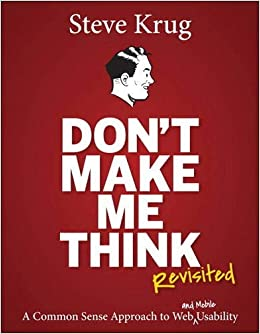 Steve Krug
DON'T
MAKE
ME
THINK
Revisited
and Mobile
A Common Sense Approach to Web Usability